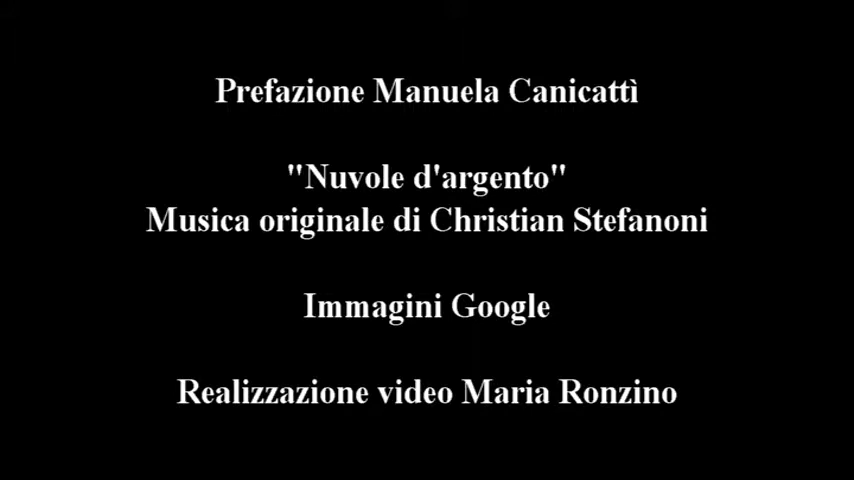 Prefazione Manuela Canicattì
"Nuvole d'argento"
Musica originale di Christian Stefanoni
Immagini Google
Realizzazione video Maria Ronzino